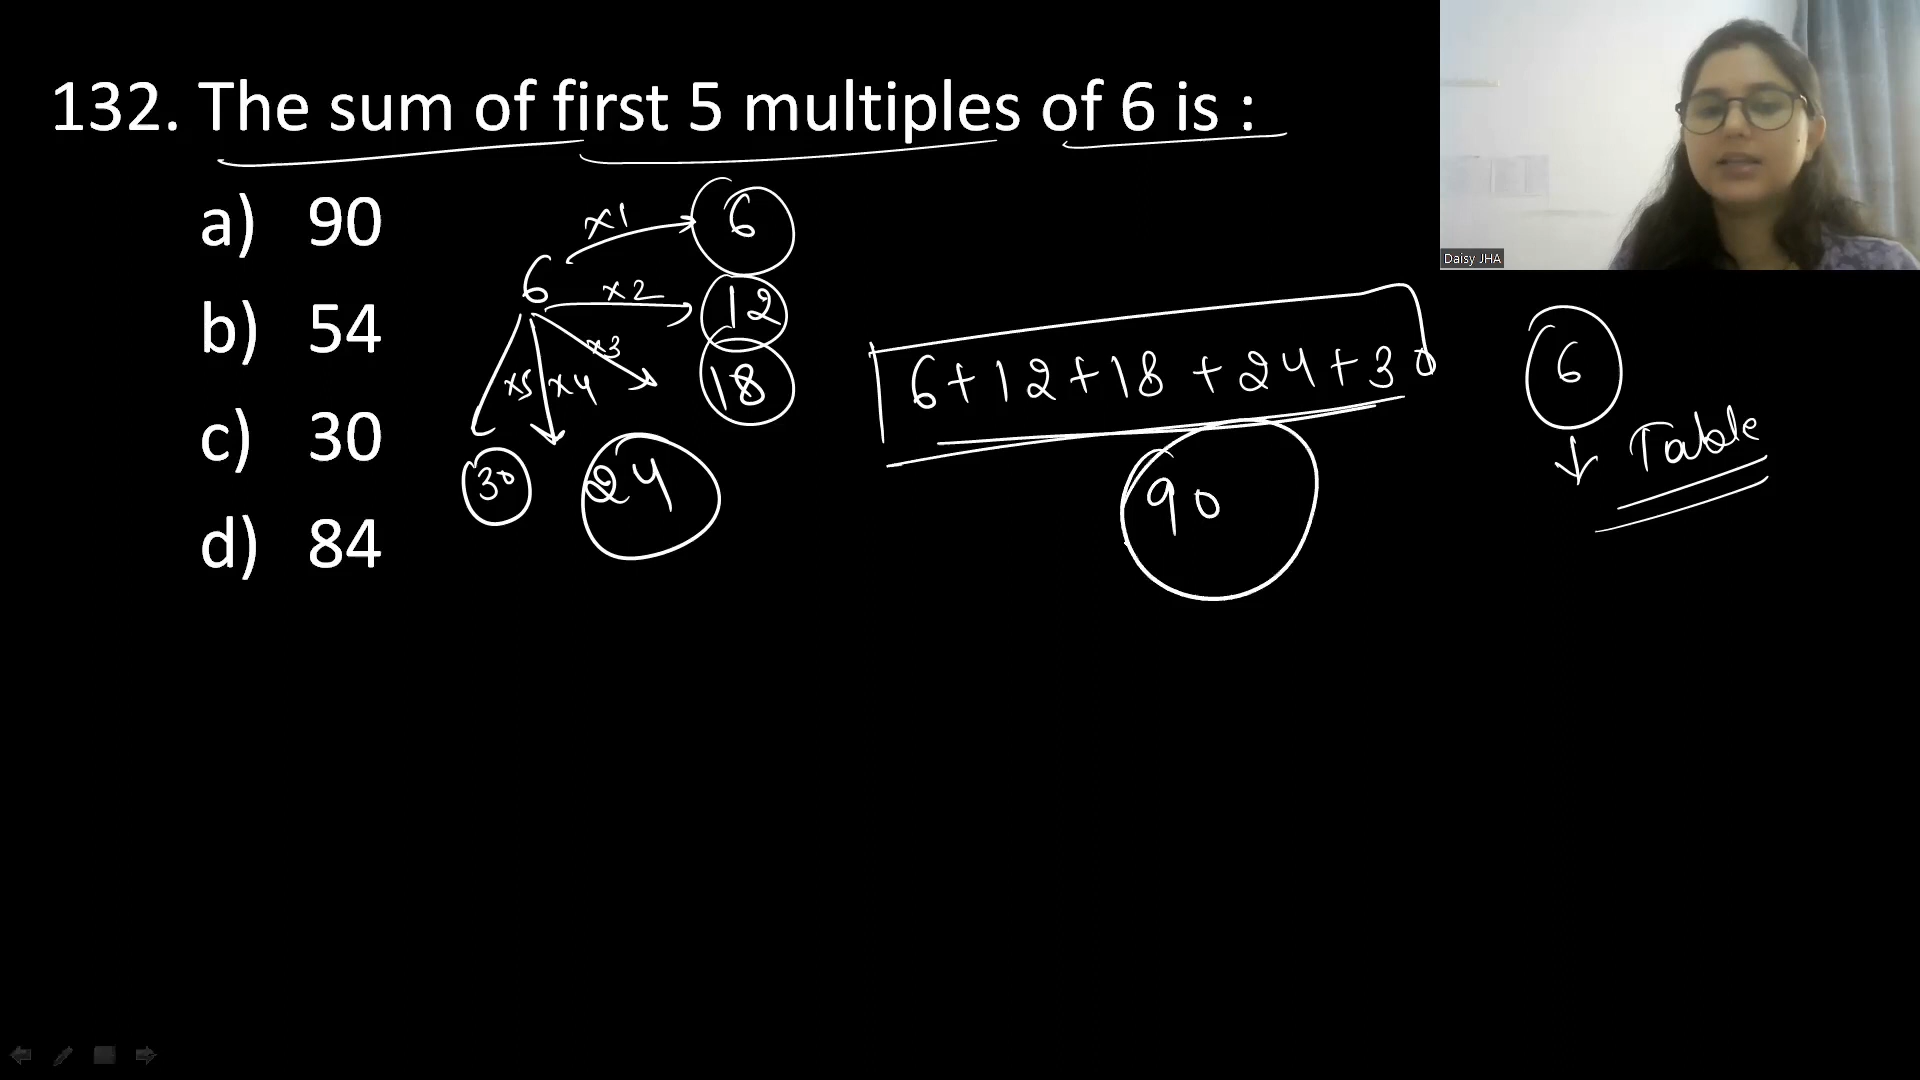 132. The sum of first 5 multiples of 6 is :
a) 90
b) 54
c) 30
d) 84
6
×1
6
×2
12
×3
18
×4
24
×5
30
6+12+18+24+30
90
6
Table
Daisy JHA